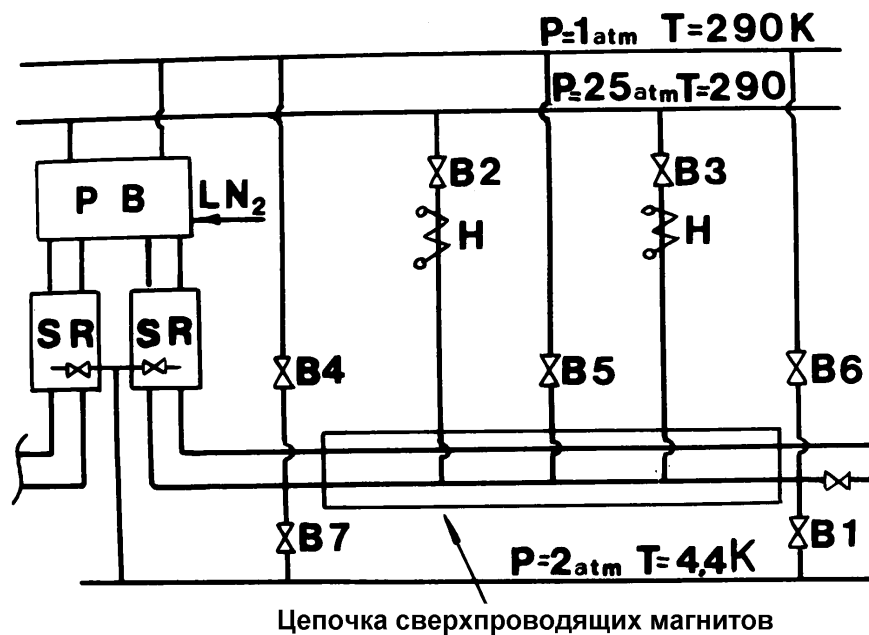 P=1atm T=290K
P=25atm T=290
P B
LN₂
B2
B3
H
H
SR
SR
B4
B5
B6
B7
B1
P=2atm T=4,4K
Цепочка сверхпроводящих магнитов